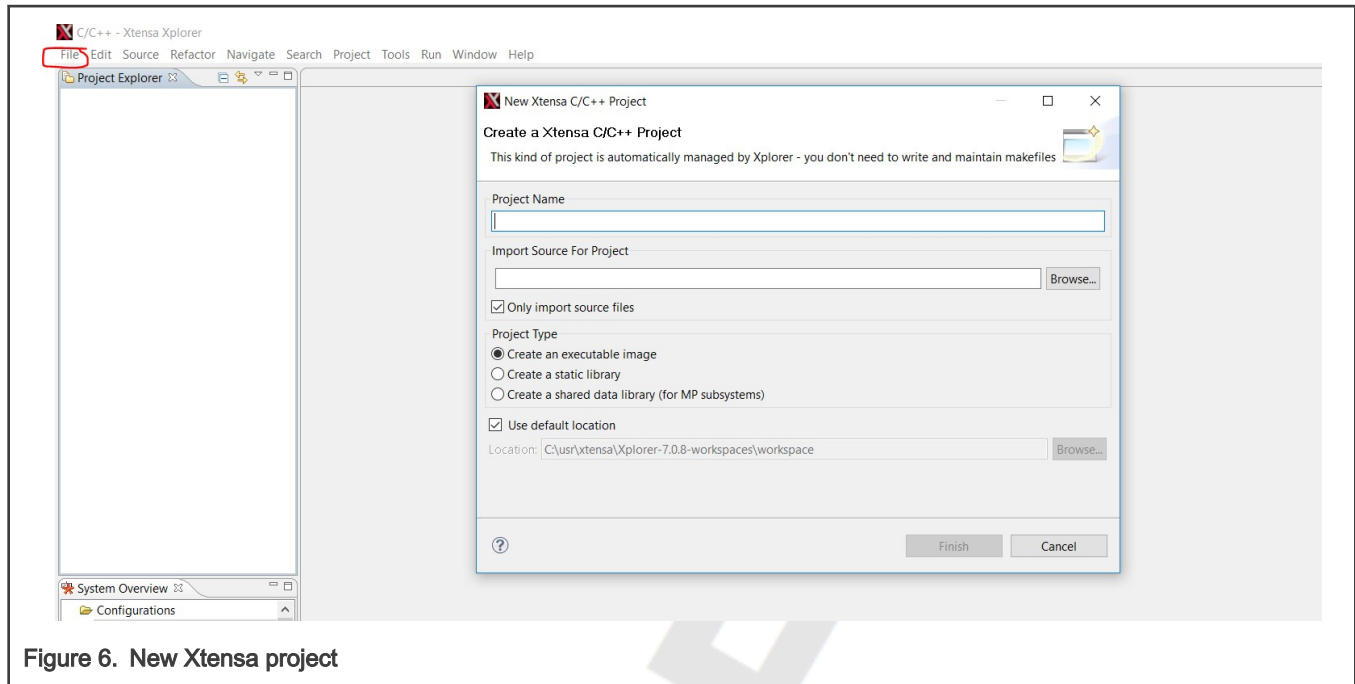 C/C++ - Xtensa Xplorer
File Edit Source Refactor Navigate Search Project Tools Run Window Help
Project Explorer
New Xtensa C/C++ Project
Create a Xtensa C/C++ Project
This kind of project is automatically managed by Xplorer - you don't need to write and maintain makefiles
Project Name
Import Source For Project
Browse...
Only import source files
Project Type
Create an executable image
Create a static library
Create a shared data library (for MP subsystems)
Use default location
Location: C:\usr\xtensa\Xplorer-7.0.8-workspaces\workspace Browse...
Finish Cancel
System Overview
Configurations
Figure 6. New Xtensa project